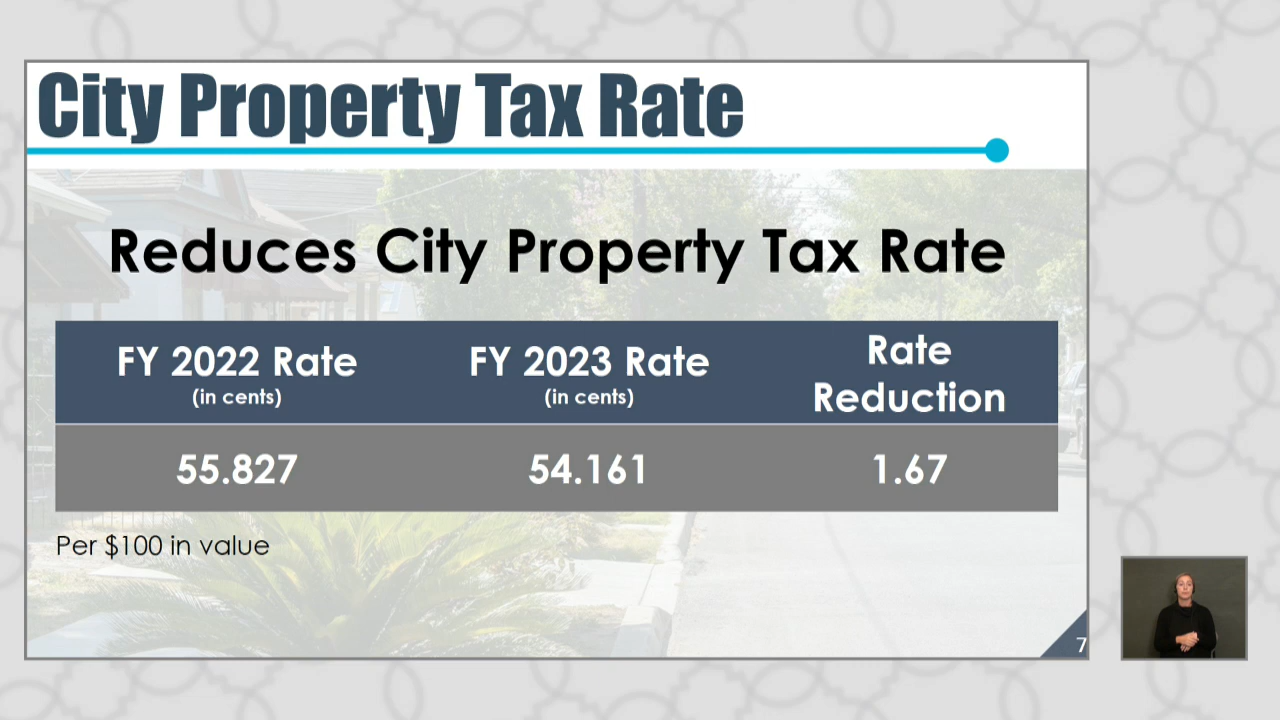 City Property Tax Rate
Reduces City Property Tax Rate
FY 2022 Rate
(in cents)
FY 2023 Rate
(in cents)
Rate
Reduction
55.827
54.161
1.67
Per $100 in value
7